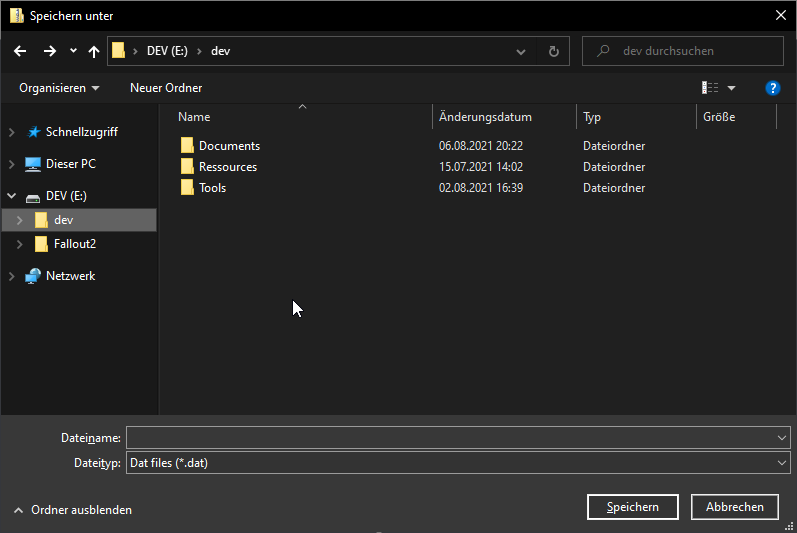 Speichern unter
DEV (E:) dev
dev durchsuchen
Organisieren
Neuer Ordner
?
Name Änderungsdatum Typ Größe
Schnellzugriff
Dieser PC
DEV (E:)
dev
Fallout2
Netzwerk
Documents 06.08.2021 20:22 Dateiordner
Ressources 15.07.2021 14:02 Dateiordner
Tools 02.08.2021 16:39 Dateiordner
Dateiname:
Dateityp: Dat files (*.dat)
Ordner ausblenden
Speichern
Abbrechen